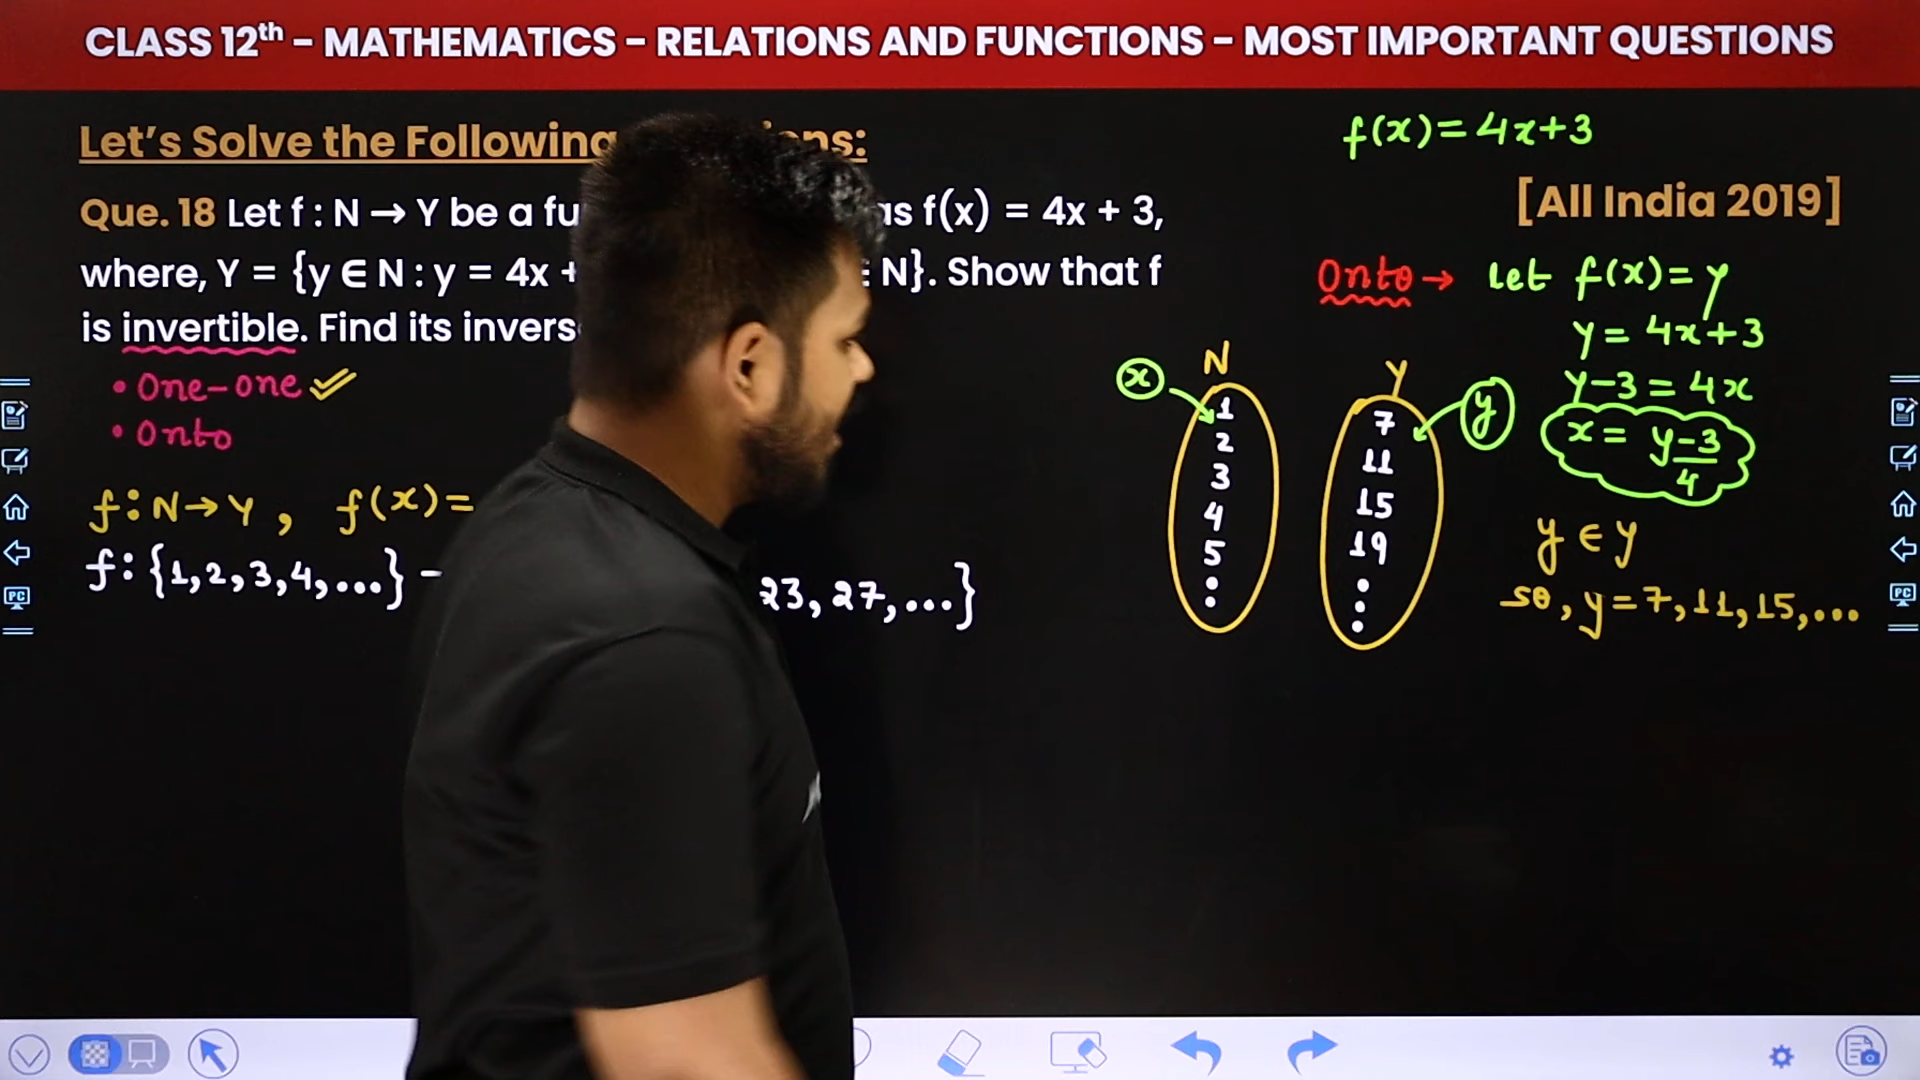 CLASS 12th - MATHEMATICS - RELATIONS AND FUNCTIONS - MOST IMPORTANT QUESTIONS
f(x) = 4x+3
Let's Solve the Following ns:
[All India 2019]
Que. 18 Let f : N → Y be a fu as f(x) = 4x + 3,
where, Y = {y ∈ N : y = 4x + ∈ N}. Show that f
is invertible. Find its invers
• One-one ✓
• Onto
f: N → Y , f(x) =
f: {1,2,3,4,...} - 23, 27, ...}
N
x
1
2
3
4
5
Y
y
7
11
15
19
Onto → Let f(x) = y
y = 4x+3
y-3 = 4x
x = y-3/4
y ∈ Y
so, y = 7, 11, 15, ...
PC
PC